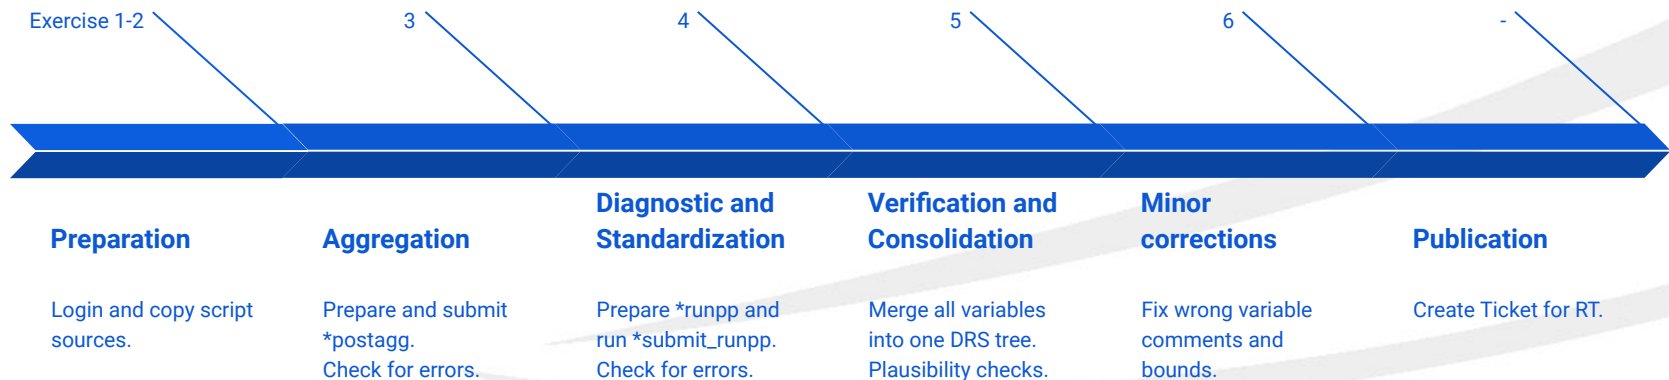 Exercise 1-2
3
4
5
6
-
Preparation
Login and copy script
sources.
Aggregation
Prepare and submit
*postagg.
Check for errors.
Diagnostic and
Standardization
Prepare *runpp and
run *submit_runpp.
Check for errors.
Verification and
Consolidation
Merge all variables
into one DRS tree.
Plausibility checks.
Minor
corrections
Fix wrong variable
comments and
bounds.
Publication
Create Ticket for RT.